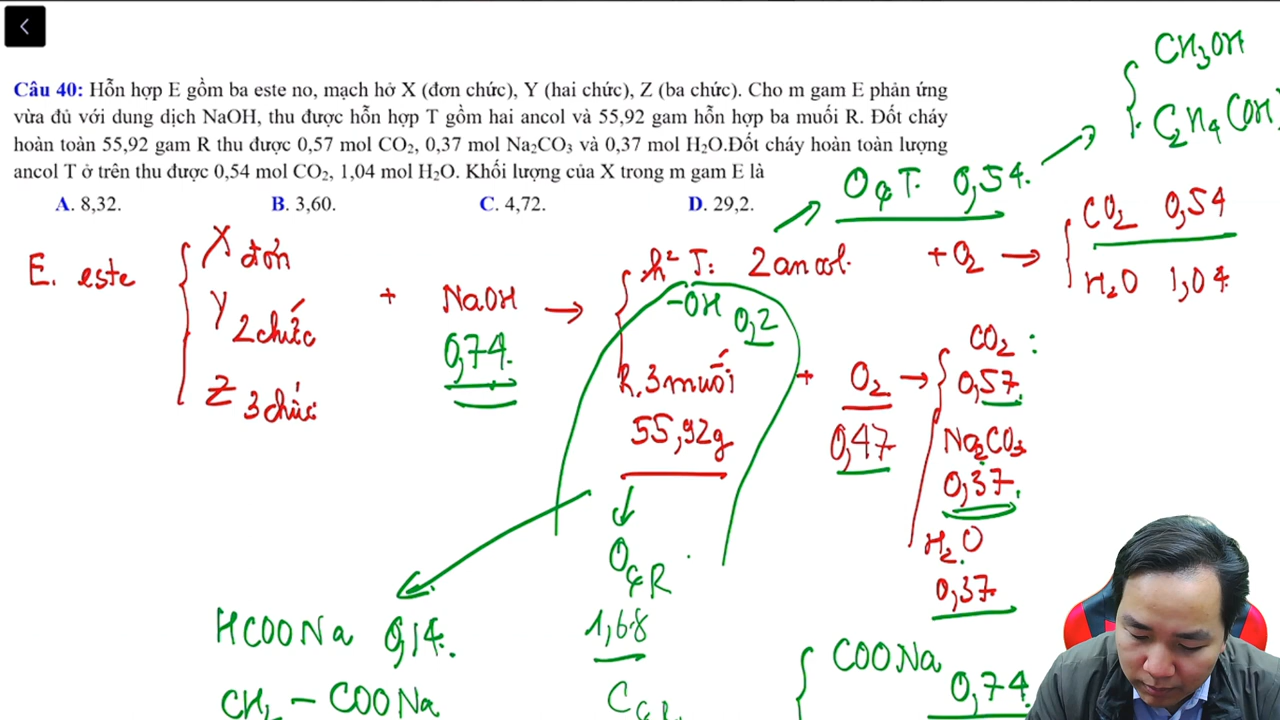 Câu 40: Hỗn hợp E gồm ba este no, mạch hở X (đơn chức), Y (hai chức), Z (ba chức). Cho m gam E phản ứng
vừa đủ với dung dịch NaOH, thu được hỗn hợp T gồm hai ancol và 55,92 gam hỗn hợp ba muối R. Đốt cháy
hoàn toàn 55,92 gam R thu được 0,57 mol CO₂, 0,37 mol Na₂CO₃ và 0,37 mol H₂O.Đốt cháy hoàn toàn lượng
ancol T ở trên thu được 0,54 mol CO₂, 1,04 mol H₂O. Khối lượng của X trong m gam E là
A. 8,32. B. 3,60. C. 4,72. D. 29,2.
CH₃OH
C₂H₄(OH)
O₍T. 0,54.
E. este
X đơn
Y 2 chức
Z 3 chức
+ NaOH →
0,74.
h² T: 2 ancol.
+ O₂ →
CO₂ 0,54
H₂O 1,04
-OH 0,2
R. 3 muối
55,92g
+ O₂ →
0,47
CO₂ :
0,57.
Na₂CO₃
0,37.
H₂O
0,37.
1,68
HCOONa 0,14.
CH₂ - COONa
COONa
0,74.